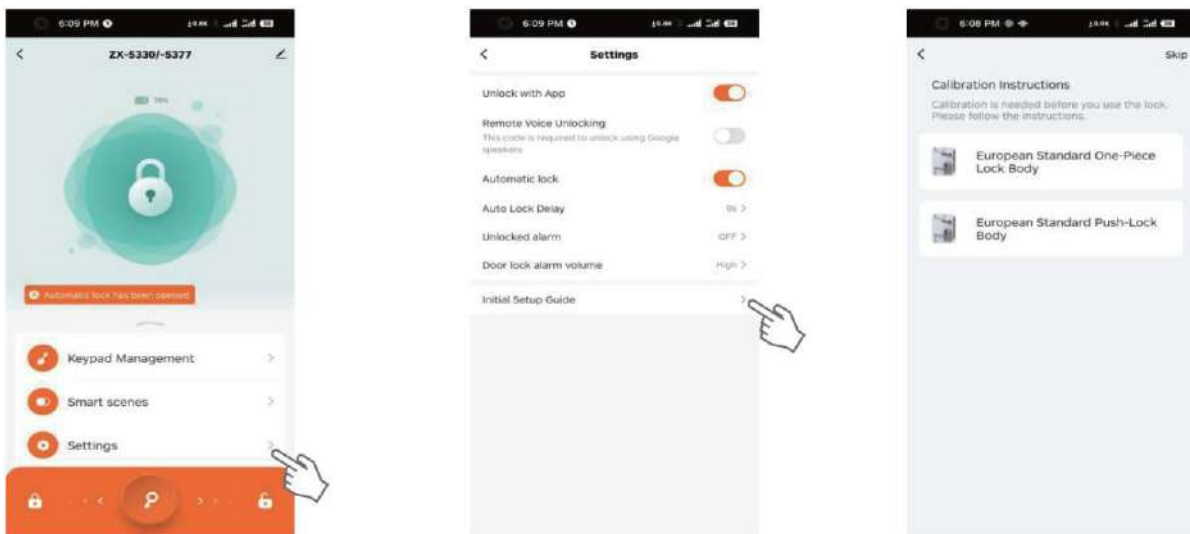 6:09 PM
ZX-5330/-5377
Automatic lock has been opened
Keypad Management
Smart scenes
Settings
6:09 PM
Settings
Unlock with App
Remote Voice Unlocking
This code is required to unlock using Google
speakers
Automatic lock
Auto Lock Delay
0s
Unlocked alarm
OFF
Door lock alarm volume
High
Initial Setup Guide
6:08 PM
Skip
Calibration Instructions
Calibration is needed before you use the lock.
Please follow the instructions.
European Standard One-Piece
Lock Body
European Standard Push-Lock
Body